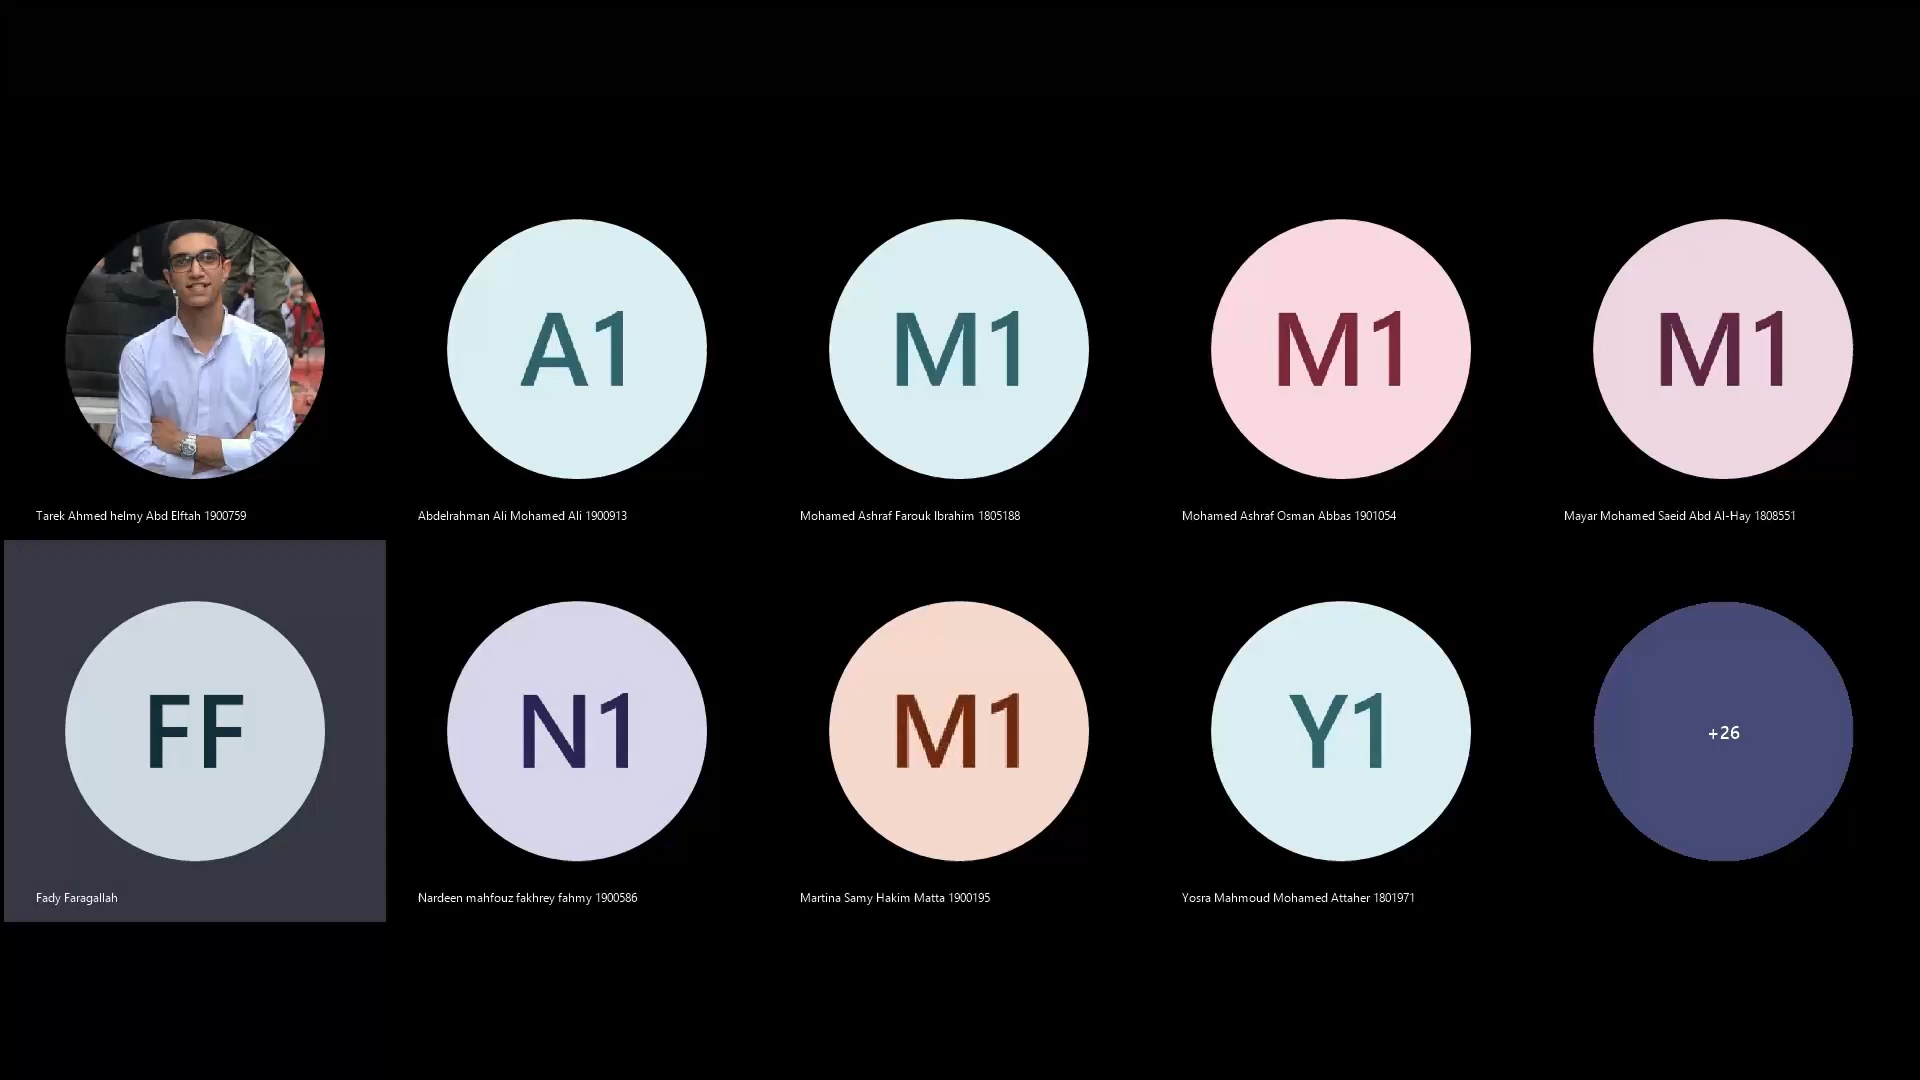 A1
M1
M1
M1
Tarek Ahmed helmy Abd Elftah 1900759
Abdelrahman Ali Mohamed Ali 1900913
Mohamed Ashraf Farouk Ibrahim 1805188
Mohamed Ashraf Osman Abbas 1901054
Mayar Mohamed Saeid Abd Al-Hay 1808551
FF
N1
M1
Y1
+26
Fady Faragallah
Nardeen mahfouz fakhrey fahmy 1900586
Martina Samy Hakim Matta 1900195
Yosra Mahmoud Mohamed Attaher 1801971